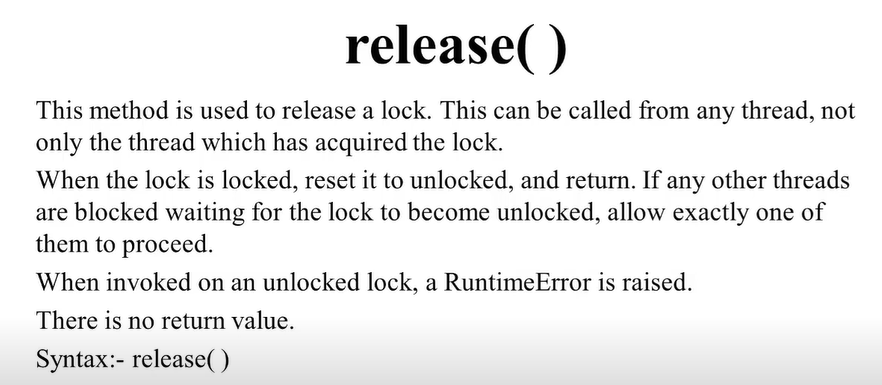 release( )
This method is used to release a lock. This can be called from any thread, not
only the thread which has acquired the lock.
When the lock is locked, reset it to unlocked, and return. If any other threads
are blocked waiting for the lock to become unlocked, allow exactly one of
them to proceed.
When invoked on an unlocked lock, a RuntimeError is raised.
There is no return value.
Syntax:- release( )